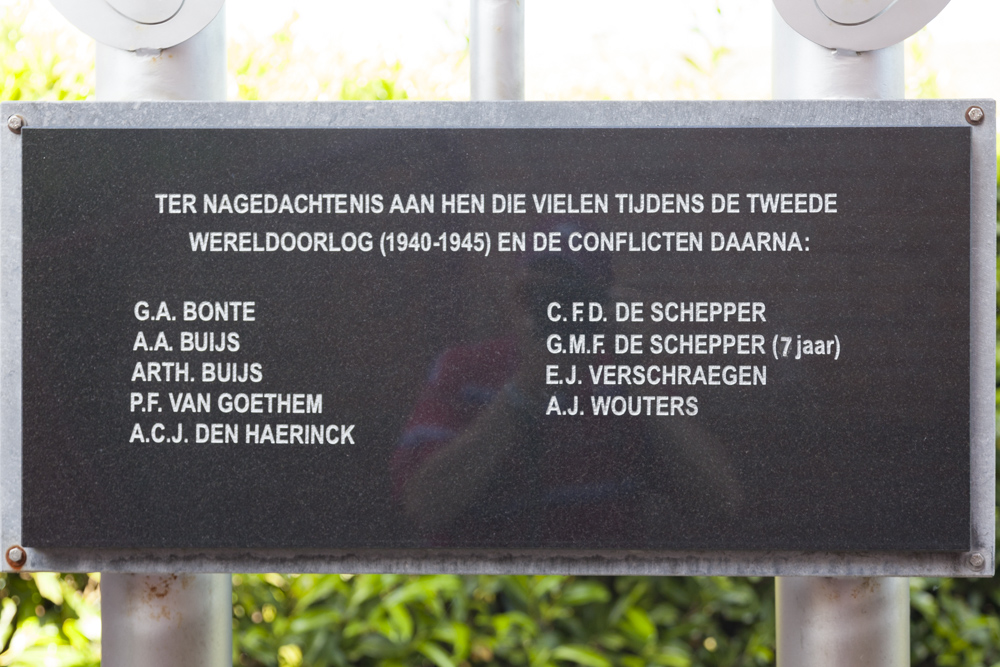 TER NAGEDACHTENIS AAN HEN DIE VIELEN TIJDENS DE TWEEDE
WERELDOORLOG (1940-1945) EN DE CONFLICTEN DAARNA:
G.A. BONTE
A.A. BUIJS
ARTH. BUIJS
P.F. VAN GOETHEM
A.C.J. DEN HAERINCK
C.F.D. DE SCHEPPER
G.M.F. DE SCHEPPER (7 jaar)
E.J. VERSCHRAEGEN
A.J. WOUTERS